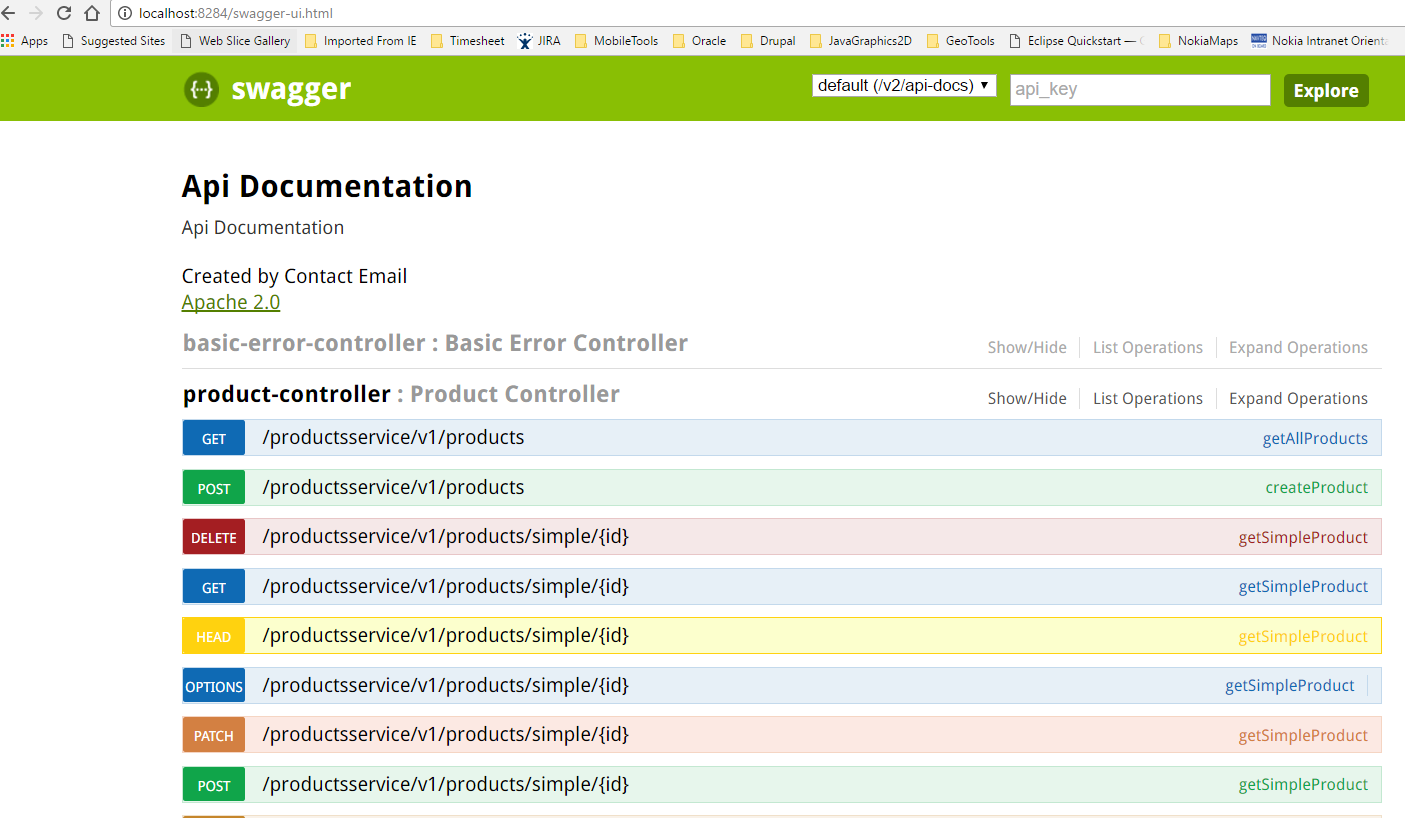 localhost:8284/swagger-ui.html
Apps Suggested Sites Web Slice Gallery Imported From IE Timesheet JIRA MobileTools Oracle Drupal JavaGraphics2D GeoTools Eclipse Quickstart — NokiaMaps Nokia Intranet Orienta
{···} swagger default (/v2/api-docs) ▼ api_key Explore
Api Documentation
Api Documentation
Created by Contact Email
Apache 2.0
basic-error-controller : Basic Error Controller Show/Hide List Operations Expand Operations
product-controller : Product Controller Show/Hide List Operations Expand Operations
GET /productsservice/v1/products getAllProducts
POST /productsservice/v1/products createProduct
DELETE /productsservice/v1/products/simple/{id} getSimpleProduct
GET /productsservice/v1/products/simple/{id} getSimpleProduct
HEAD /productsservice/v1/products/simple/{id} getSimpleProduct
OPTIONS /productsservice/v1/products/simple/{id} getSimpleProduct
PATCH /productsservice/v1/products/simple/{id} getSimpleProduct
POST /productsservice/v1/products/simple/{id} getSimpleProduct